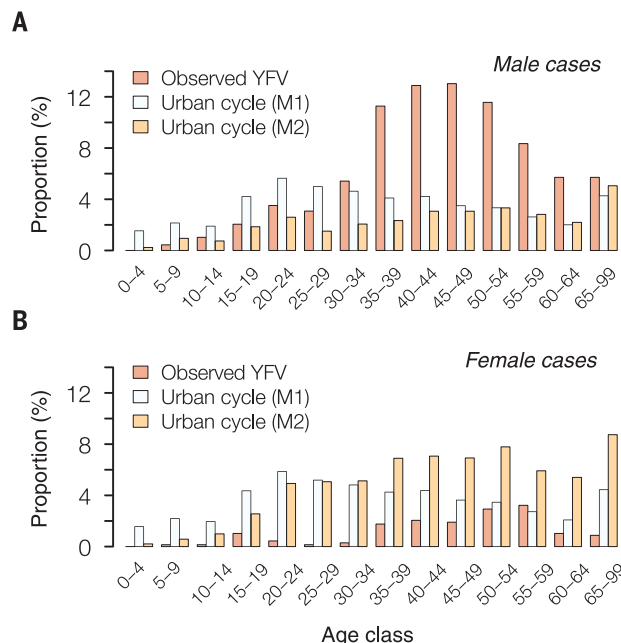 A
Male cases
Observed YFV
Urban cycle (M1)
Urban cycle (M2)
Proportion (%)
12
8
4
0
0–4
5–9
10–14
15–19
20–24
25–29
30–34
35–39
40–44
45–49
50–54
55–59
60–64
65–99
B
Female cases
Observed YFV
Urban cycle (M1)
Urban cycle (M2)
Proportion (%)
12
8
4
0
0–4
5–9
10–14
15–19
20–24
25–29
30–34
35–39
40–44
45–49
50–54
55–59
60–64
65–99
Age class